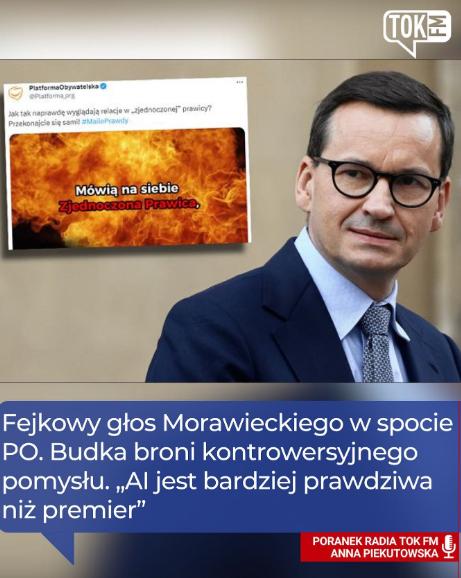 TOK
FM
PlatformaObywatelska
@Platforma_org
Jak tak naprawdę wyglądają relacje w „zjednoczonej” prawicy?
Przekonajcie się sami! #MailePrawdy
Mówią na siebie
Zjednoczona Prawica,
Fejkowy głos Morawieckiego w spocie
PO. Budka broni kontrowersyjnego
pomysłu. „AI jest bardziej prawdziwa
niż premier”
PORANEK RADIA TOK FM
ANNA PIEKUTOWSKA